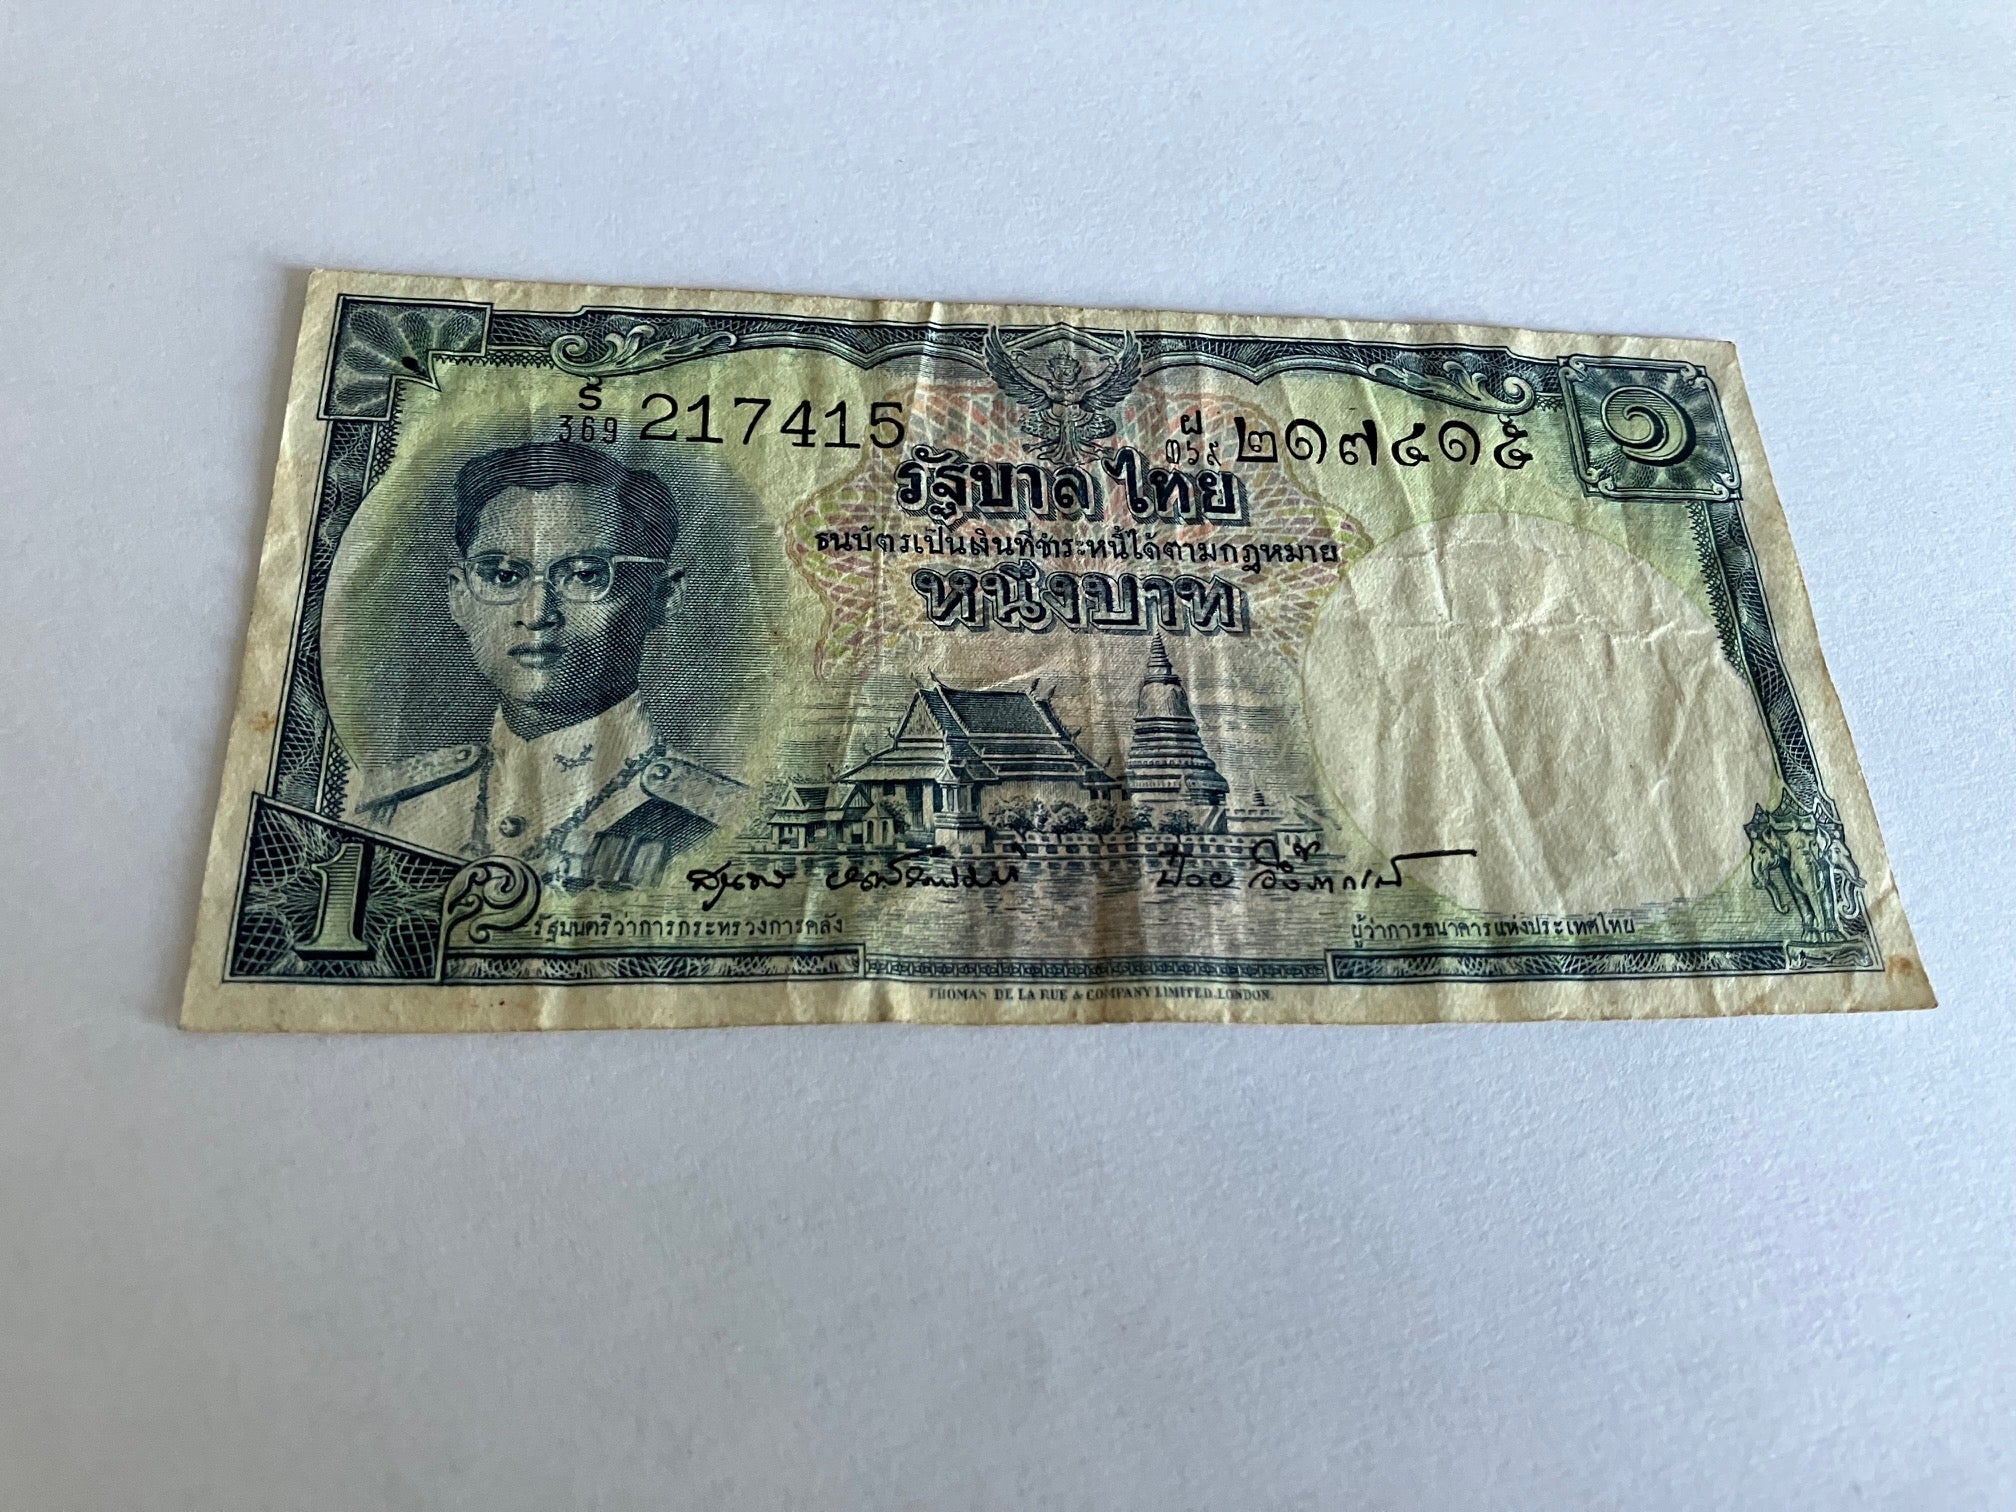 Š
369 217415
ฝ
๓๖๙ ๒๑๗๔๑๕
๑
รัฐบาลไทย
ธนบัตรเป็นเงินที่ชำระหนี้ได้ตามกฎหมาย
หนึ่งบาท
รัฐมนตรีว่าการกระทรวงการคลัง
ผู้ว่าการธนาคารแห่งประเทศไทย
1 ๑
THOMAS DE LA RUE & COMPANY LIMITED. LONDON.